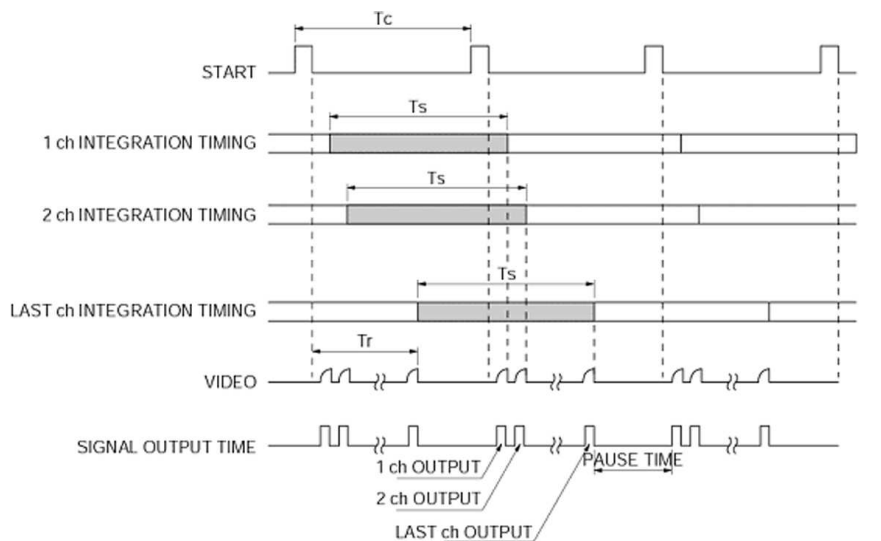 Tc
START
Ts
1 ch INTEGRATION TIMING
Ts
2 ch INTEGRATION TIMING
Ts
LAST ch INTEGRATION TIMING
Tr
VIDEO
SIGNAL OUTPUT TIME
1 ch OUTPUT
PAUSE TIME
2 ch OUTPUT
LAST ch OUTPUT